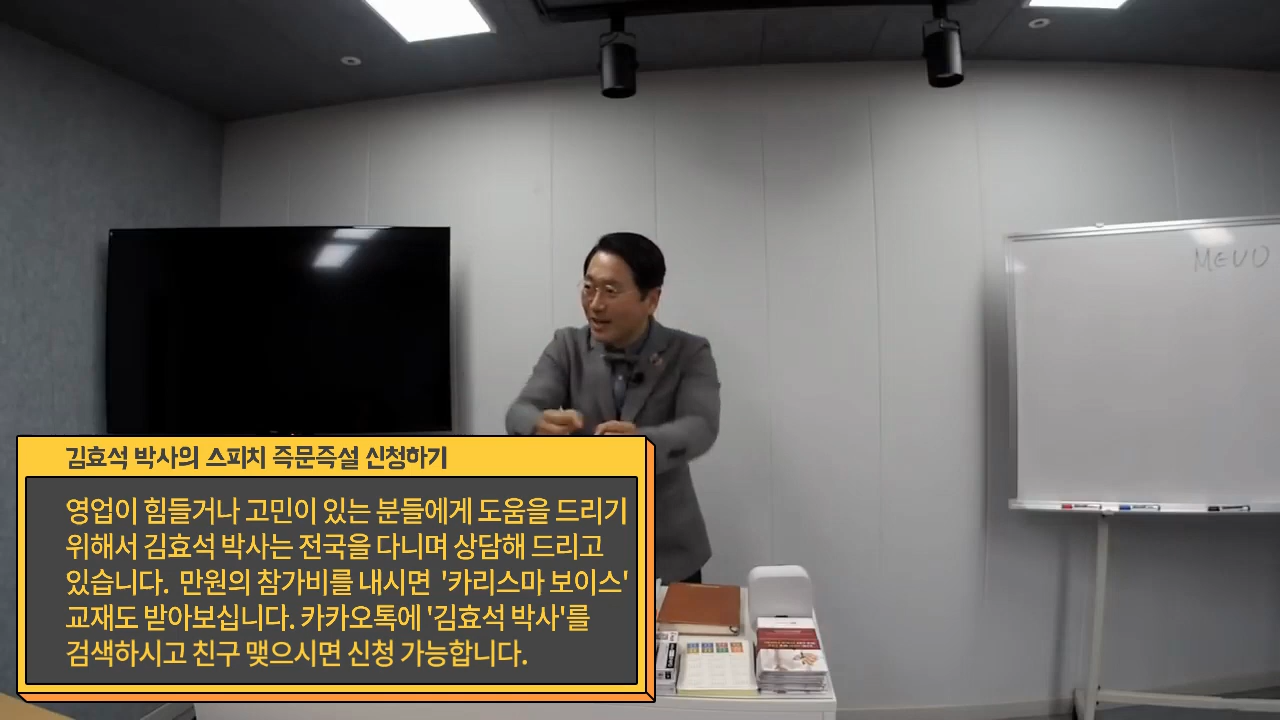 MEVO
김효석 박사의 스피치 즉문즉설 신청하기
영업이 힘들거나 고민이 있는 분들에게 도움을 드리기
위해서 김효석 박사는 전국을 다니며 상담해 드리고
있습니다. 만원의 참가비를 내시면 '카리스마 보이스'
교재도 받아보십니다. 카카오톡에 '김효석 박사'를
검색하시고 친구 맺으시면 신청 가능합니다.